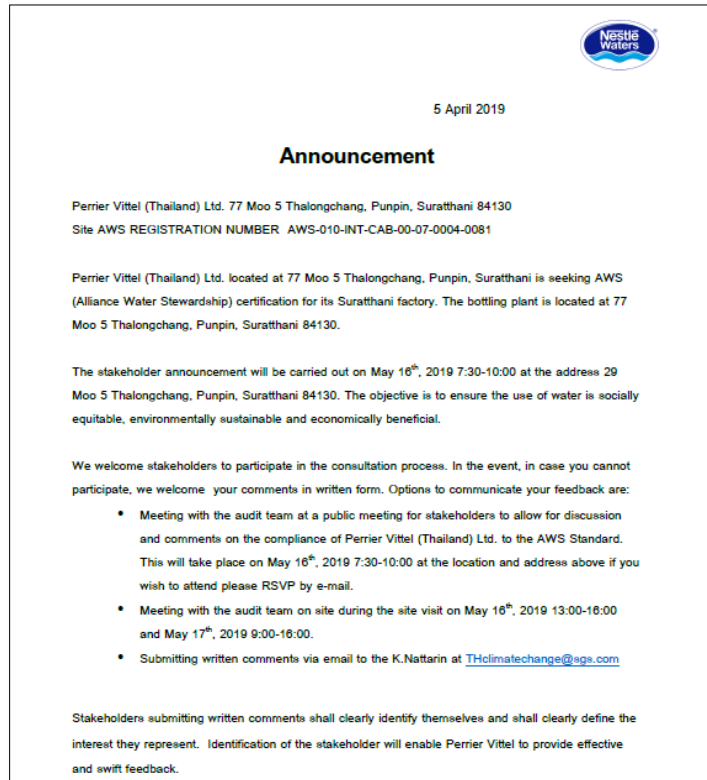 Nestlé
Waters
5 April 2019
Announcement
Perrier Vittel (Thailand) Ltd. 77 Moo 5 Thalongchang, Punpin, Suratthani 84130
Site AWS REGISTRATION NUMBER AWS-010-INT-CAB-00-07-0004-0081
Perrier Vittel (Thailand) Ltd. located at 77 Moo 5 Thalongchang, Punpin, Suratthani is seeking AWS
(Alliance Water Stewardship) certification for its Suratthani factory. The bottling plant is located at 77
Moo 5 Thalongchang, Punpin, Suratthani 84130.
The stakeholder announcement will be carried out on May 16th, 2019 7:30-10:00 at the address 29
Moo 5 Thalongchang, Punpin, Suratthani 84130. The objective is to ensure the use of water is socially
equitable, environmentally sustainable and economically beneficial.
We welcome stakeholders to participate in the consultation process. In the event, in case you cannot
participate, we welcome your comments in written form. Options to communicate your feedback are:
• Meeting with the audit team at a public meeting for stakeholders to allow for discussion
and comments on the compliance of Perrier Vittel (Thailand) Ltd. to the AWS Standard.
This will take place on May 16th, 2019 7:30-10:00 at the location and address above if you
wish to attend please RSVP by e-mail.
• Meeting with the audit team on site during the site visit on May 16th, 2019 13:00-16:00
and May 17th, 2019 9:00-16:00.
• Submitting written comments via email to the K.Nattarin at THclimatechange@sgs.com
Stakeholders submitting written comments shall clearly identify themselves and shall clearly define the
interest they represent. Identification of the stakeholder will enable Perrier Vittel to provide effective
and swift feedback.